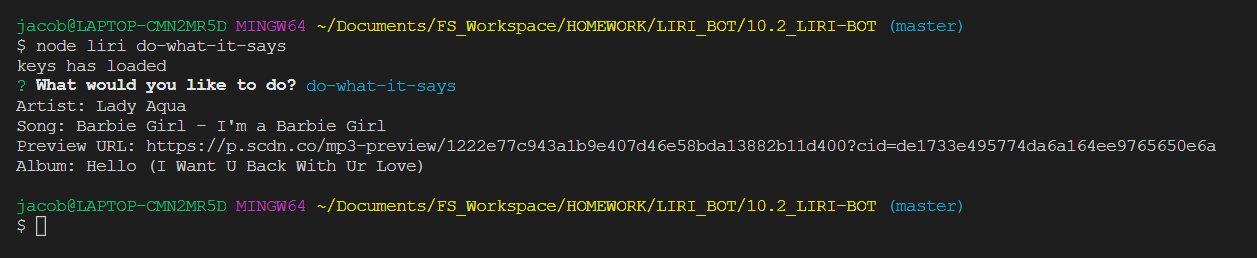 jacob@LAPTOP-CMN2MR5D MINGW64 ~/Documents/FS_Workspace/HOMEWORK/LIRI_BOT/10.2_LIRI-BOT (master)
$ node liri do-what-it-says
keys has loaded
? What would you like to do? do-what-it-says
Artist: Lady Aqua
Song: Barbie Girl - I'm a Barbie Girl
Preview URL: https://p.scdn.co/mp3-preview/1222e77c943a1b9e407d46e58bda13882b11d400?cid=de1733e495774da6a164ee9765650e6a
Album: Hello (I Want U Back With Ur Love)
jacob@LAPTOP-CMN2MR5D MINGW64 ~/Documents/FS_Workspace/HOMEWORK/LIRI_BOT/10.2_LIRI-BOT (master)
$